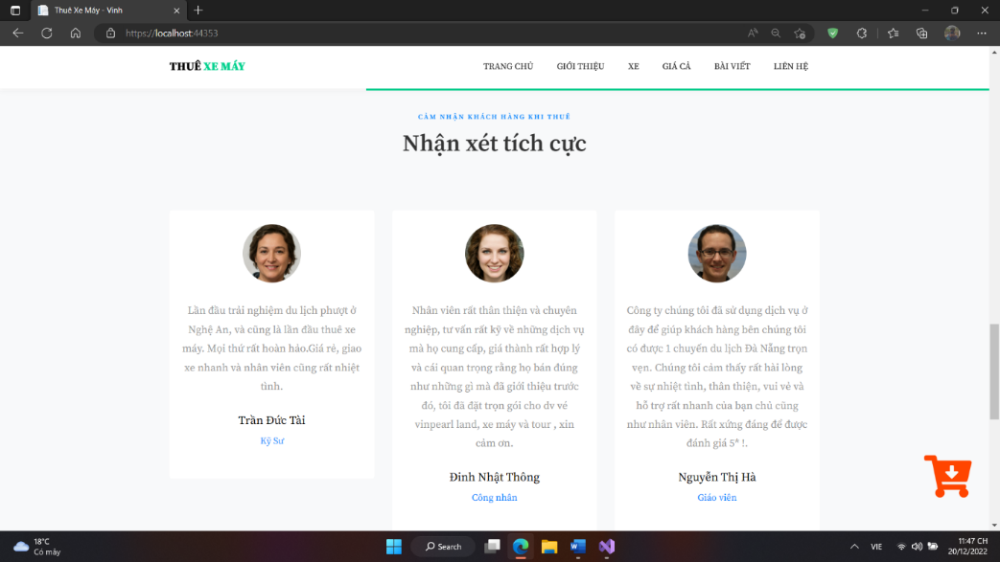 Thuê Xe Máy - Vinh
https://localhost:44353
THUÊ XE MÁY
TRANG CHỦ
GIỚI THIỆU
XE
GIÁ CẢ
BÀI VIẾT
LIÊN HỆ
CẢM NHẬN KHÁCH HÀNG KHI THUÊ
Nhận xét tích cực
Lần đầu trải nghiệm du lịch phượt ở
Nghệ An, và cũng là lần đầu thuê xe
máy. Mọi thứ rất hoàn hảo.Giá rẻ, giao
xe nhanh và nhân viên cũng rất nhiệt
tình.
Trần Đức Tài
Kỹ Sư
Nhân viên rất thân thiện và chuyên
nghiệp, tư vấn rất kỹ về những dịch vụ
mà họ cung cấp, giá thành rất hợp lý
và cái quan trọng rằng họ bán đúng
như những gì mà đã giới thiệu trước
đó, tôi đã đặt trọn gói cho dv vé
vinpearl land, xe máy và tour , xin
cảm ơn.
Đinh Nhật Thông
Công nhân
Công ty chúng tôi đã sử dụng dịch vụ ở
đây để giúp khách hàng bên chúng tôi
có được 1 chuyến du lịch Đà Nẵng trọn
vẹn. Chúng tôi cảm thấy rất hài lòng
về sự nhiệt tình, thân thiện, vui vẻ và
hỗ trợ rất nhanh của bạn chủ cũng
như nhân viên. Rất xứng đáng để được
đánh giá 5* !.
Nguyễn Thị Hà
Giáo viên
18°C
Có mây
Search
VIE
11:47 CH
20/12/2022